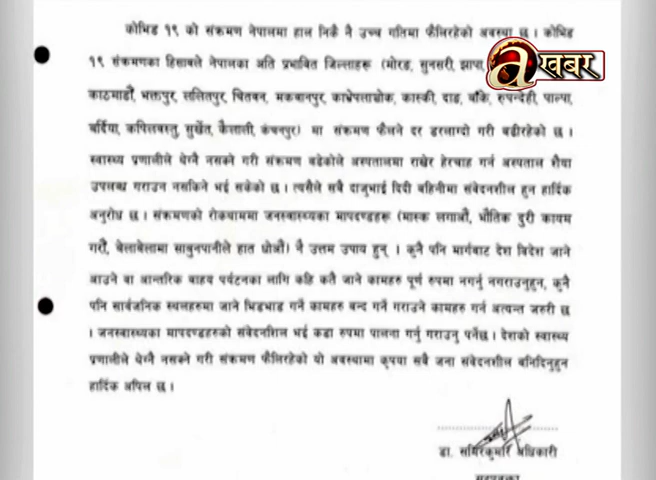 कोभिड १९ को संक्रमण नेपालमा हाल निकै नै उच्च गतिमा फैलिरहेको अवस्था छ । कोभिड
१९ संक्रमणका हिसाबले नेपालका अति प्रभावित जिल्लाहरू (मोरङ, सुनसरी, झापा,
aखबर
काठमाडौँ, भक्तपुर, ललितपुर, चितवन, मकवानपुर, काभ्रेपलाञ्चोक, कास्की, दाङ, बाँके, रुपन्देही, पाल्पा,
बर्दिया, कपिलवस्तु, सुर्खेत, कैलाली, कंचनपुर) मा संक्रमण फैलने दर डरलाग्दो गरी बढीरहेको छ ।
स्वास्थ्य प्रणालीले थेग्नै नसक्ने गरी संक्रमण बढेकोले अस्पतालमा राखेर हेरचाह गर्न अस्पताल शैया
उपलब्ध गराउन नसकिने भई सकेको छ । त्यसैले सबै दाजुभाई दिदी बहिनीमा संवेदनशील हुन हार्दिक
अनुरोध छ । संक्रमणको रोकथाममा जनस्वास्थ्यका मापदण्डहरू (मास्क लगाऔं, भौतिक दुरी कायम
गरौँ, बेलाबेलामा साबुनपानीले हात धोऔं) नै उत्तम उपाय हुन् । कुनै पनि मार्गबाट देश विदेश जाने
आउने वा आन्तरिक वाहय पर्यटनका लागि कहि कतै जाने कामहरु पूर्ण रुपमा नगर्नु नगराउनुहुन, कुनै
पनि सार्वजनिक स्थलहरुमा जाने भिडभाड गर्ने कामहरु बन्द गर्ने गराउने कामहरु गर्न अत्यन्त जरुरी छ
। जनस्वास्थ्यका मापदण्डहरुको संवेदनशिल भई कडा रुपमा पालना गर्नु गराउनु पर्नेछ । देशको स्वास्थ्य
प्रणालीले थेग्नै नसक्ने गरी संक्रमण फैलिरहेको यो अवस्थामा कृपया सबै जना संवेदनशील बनिदिनुहुन
हार्दिक अपिल छ ।
डा. समिरकुमार अधिकारी